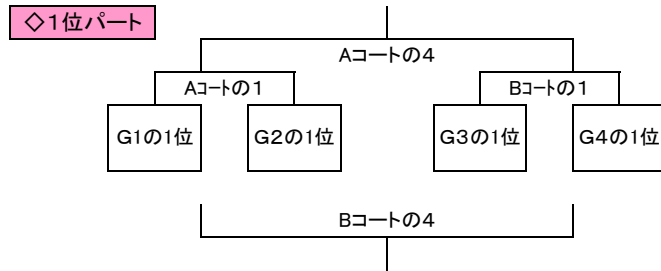 ◇1位パート
Aコートの4
Aコートの1
Bコートの1
G1の1位
G2の1位
G3の1位
G4の1位
Bコートの4